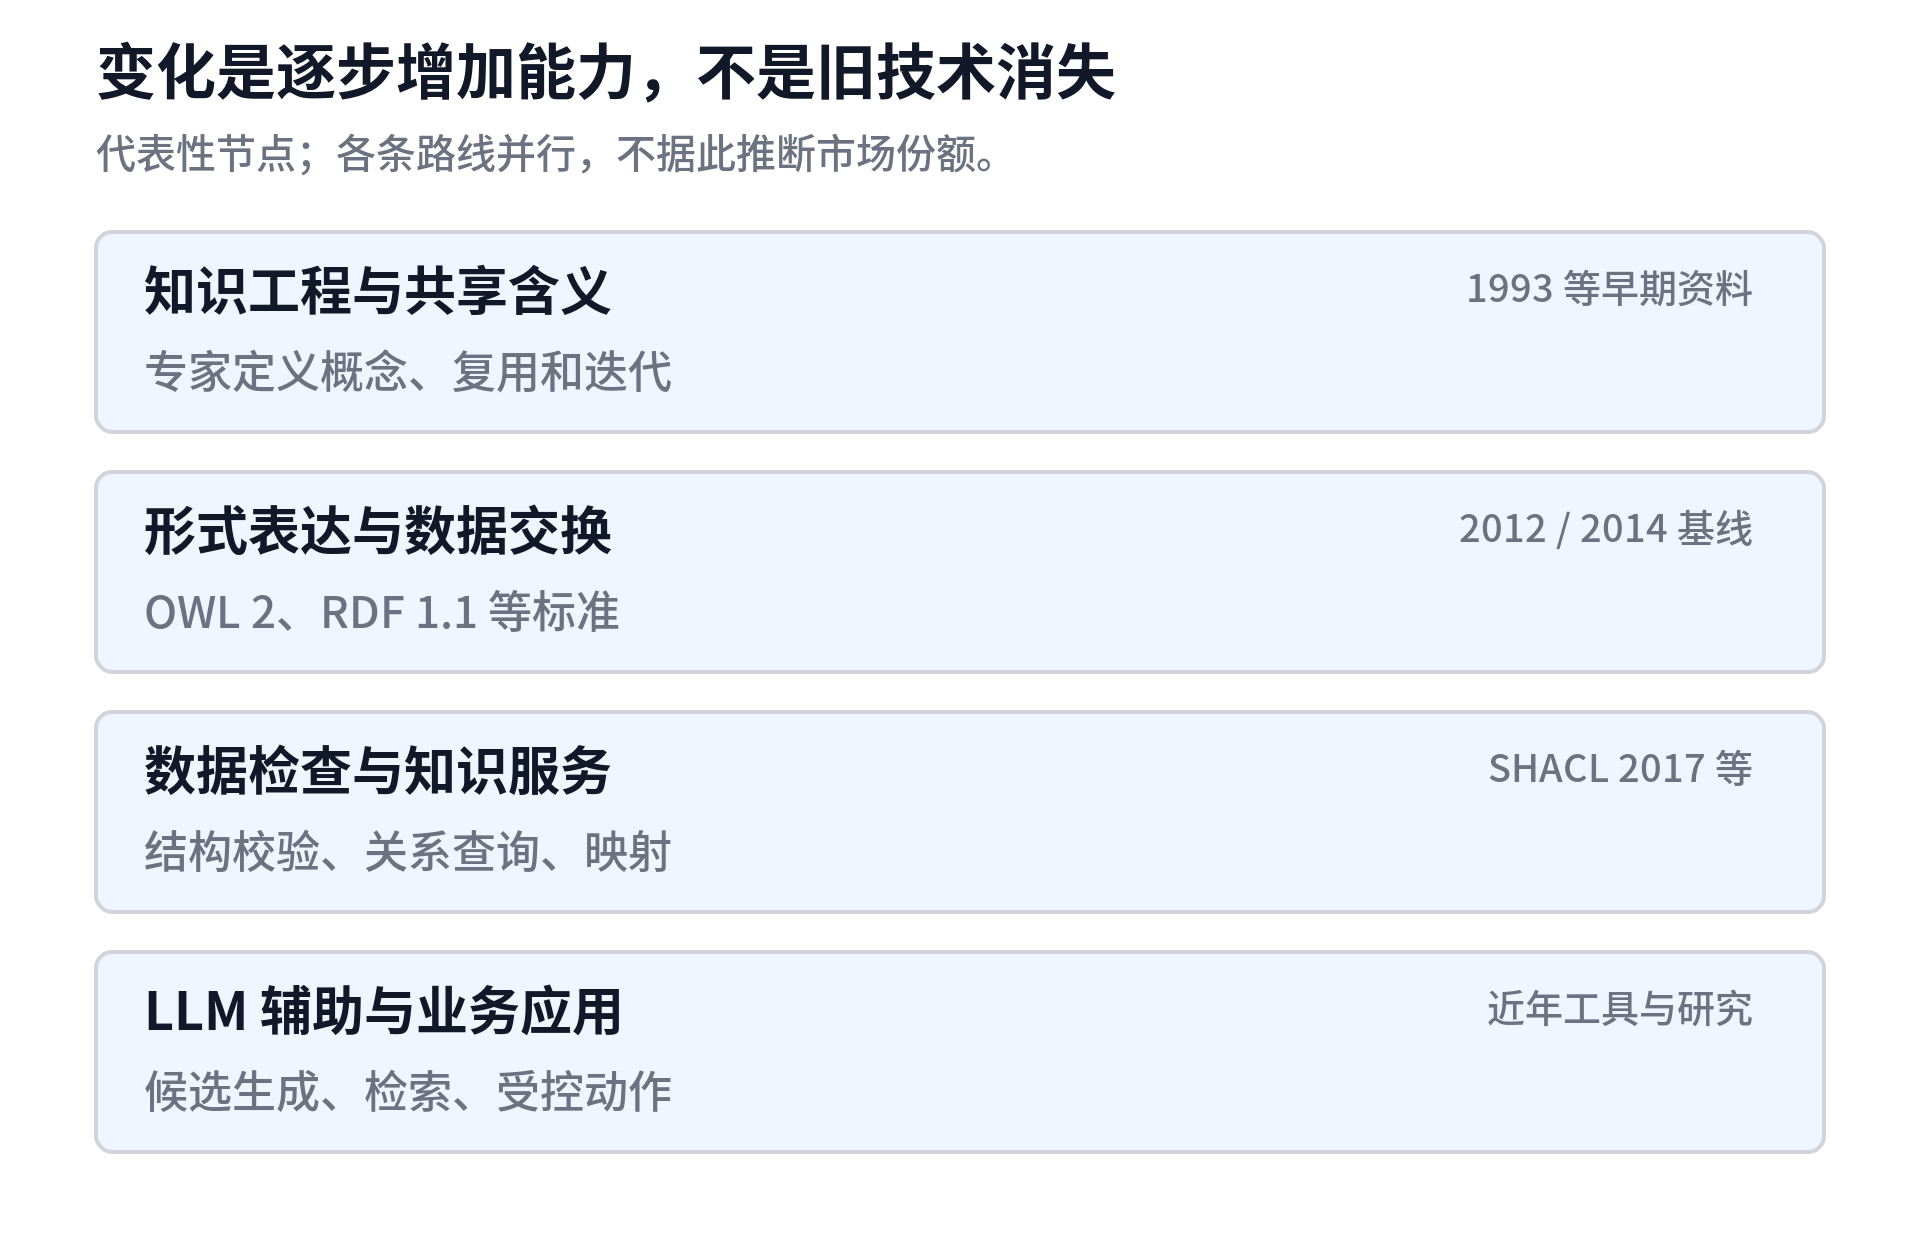 变化是逐步增加能力，不是旧技术消失
代表性节点；各条路线并行，不据此推断市场份额。
知识工程与共享含义
1993 等早期资料
专家定义概念、复用和迭代
形式表达与数据交换
2012 / 2014 基线
OWL 2、RDF 1.1 等标准
数据检查与知识服务
SHACL 2017 等
结构校验、关系查询、映射
LLM 辅助与业务应用
近年工具与研究
候选生成、检索、受控动作